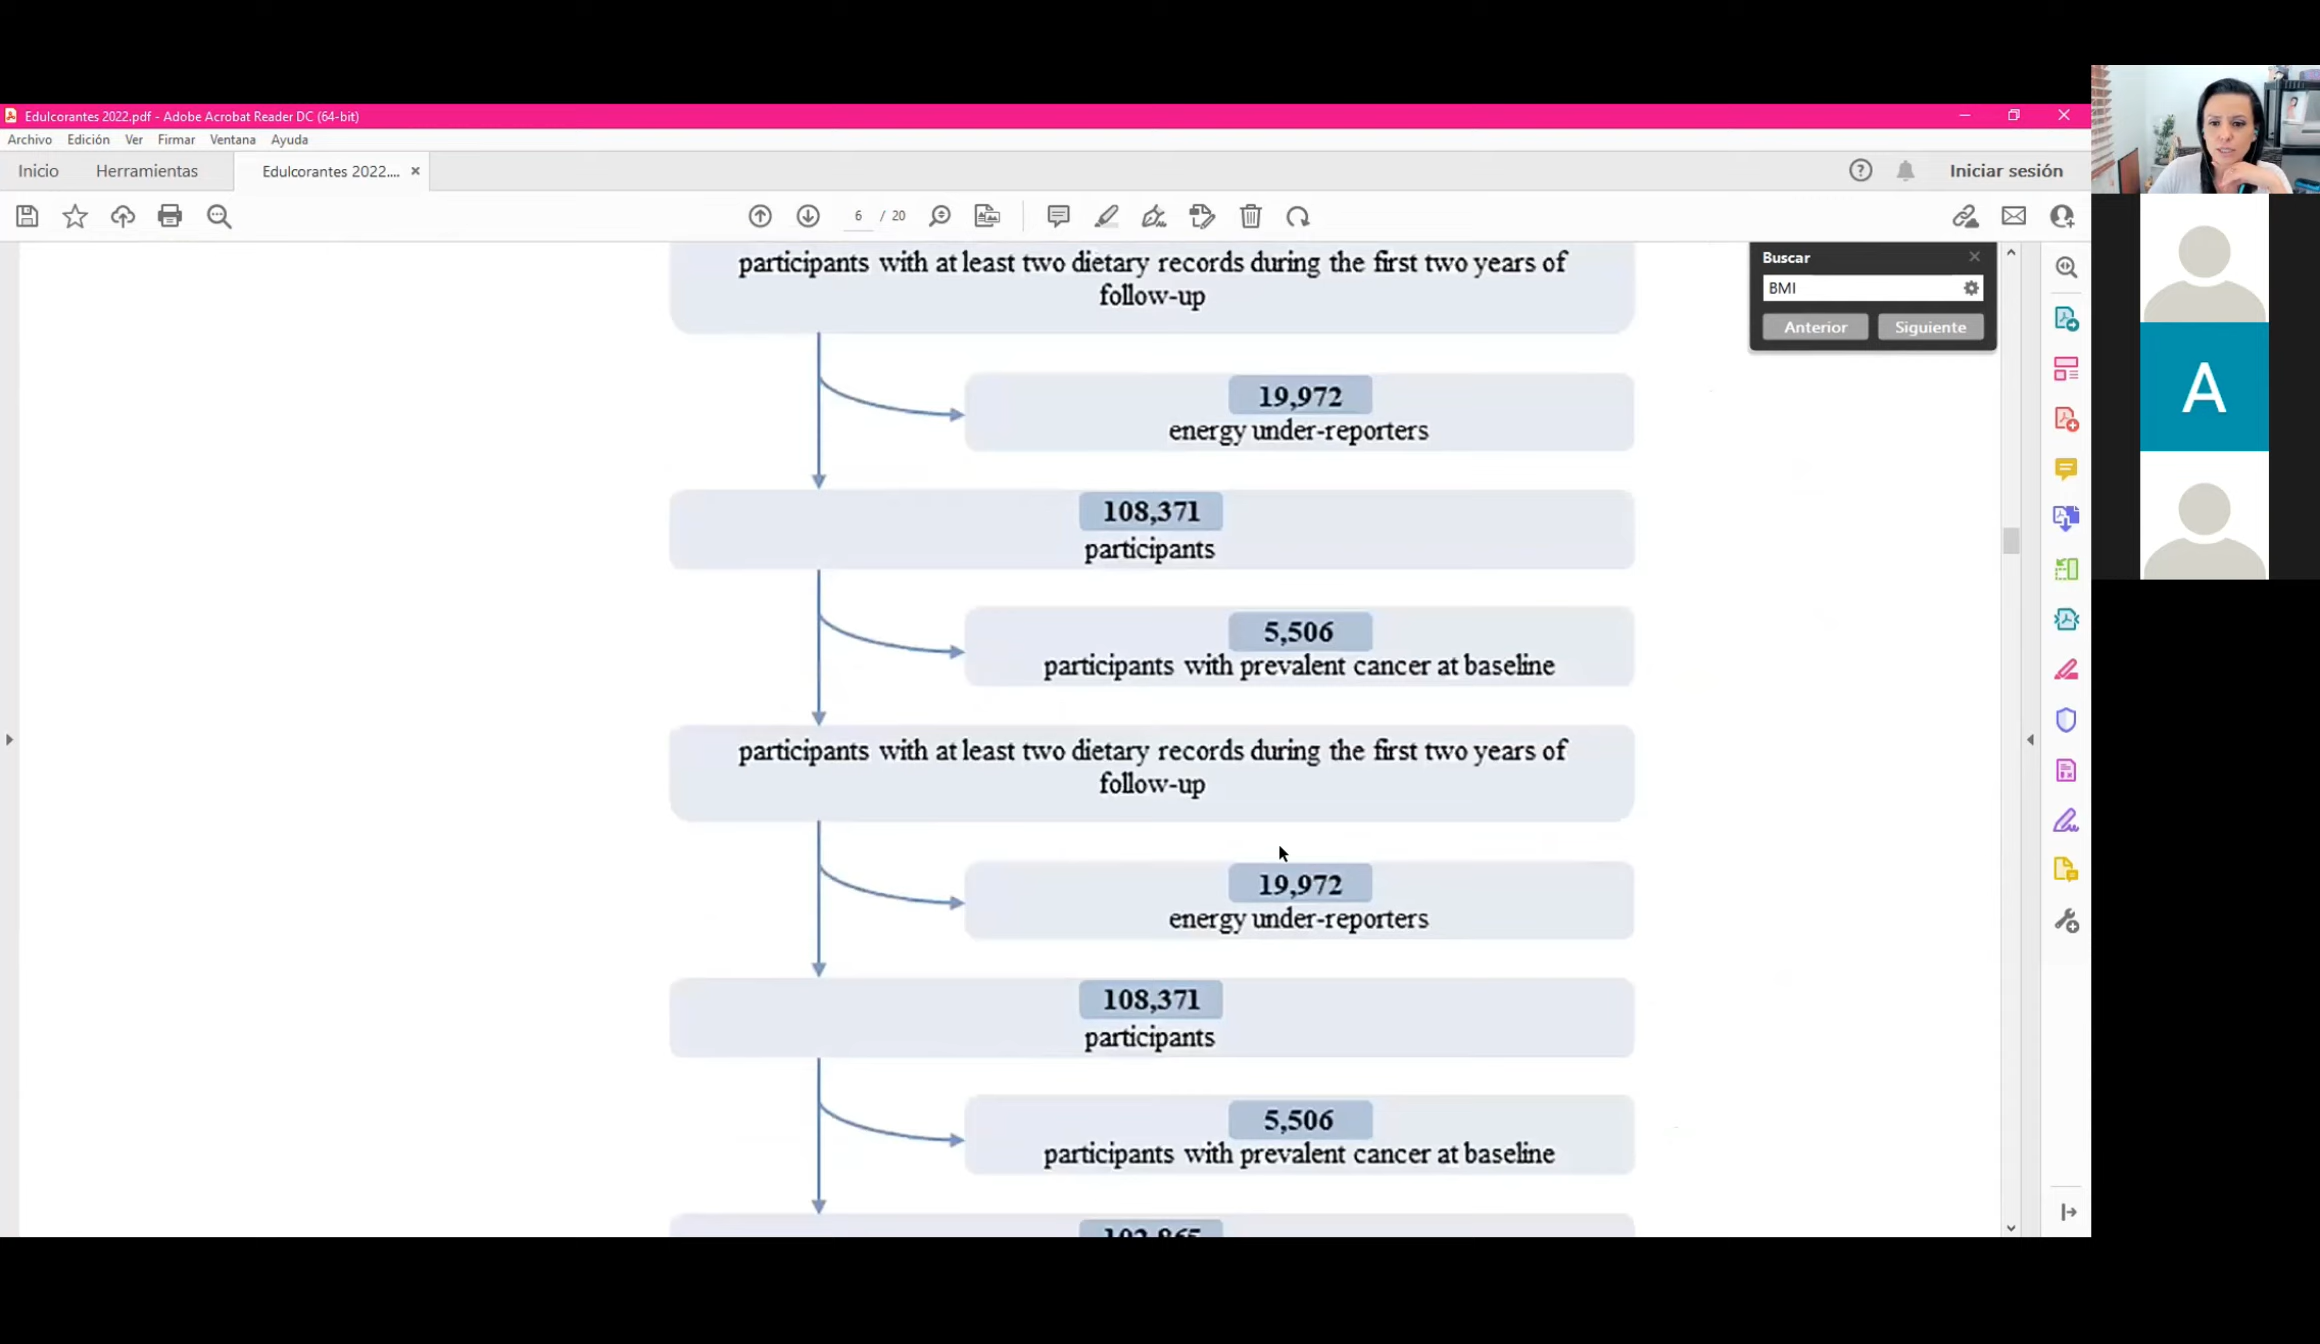 Edulcorantes 2022.pdf - Adobe Acrobat Reader DC (64-bit)
Archivo Edición Ver Firmar Ventana Ayuda
Inicio Herramientas Edulcorantes 2022.... × Iniciar sesión
6 / 20
Buscar
BMI
Anterior Siguiente
participants with at least two dietary records during the first two years of
follow-up
19,972
energy under-reporters
108,371
participants
5,506
participants with prevalent cancer at baseline
participants with at least two dietary records during the first two years of
follow-up
19,972
energy under-reporters
108,371
participants
5,506
participants with prevalent cancer at baseline
102,865
A